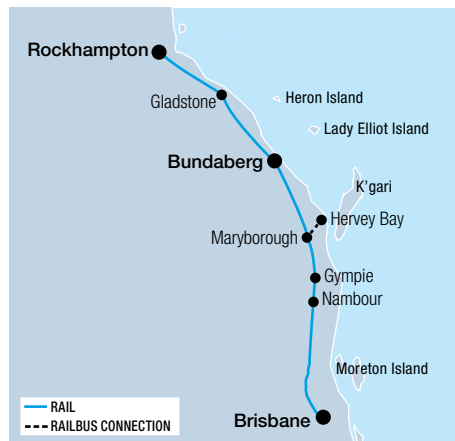 Rockhampton
Gladstone
Heron Island
Lady Elliot Island
Bundaberg
K'gari
Hervey Bay
Maryborough
Gympie
Nambour
Moreton Island
Brisbane
RAIL
RAILBUS CONNECTION